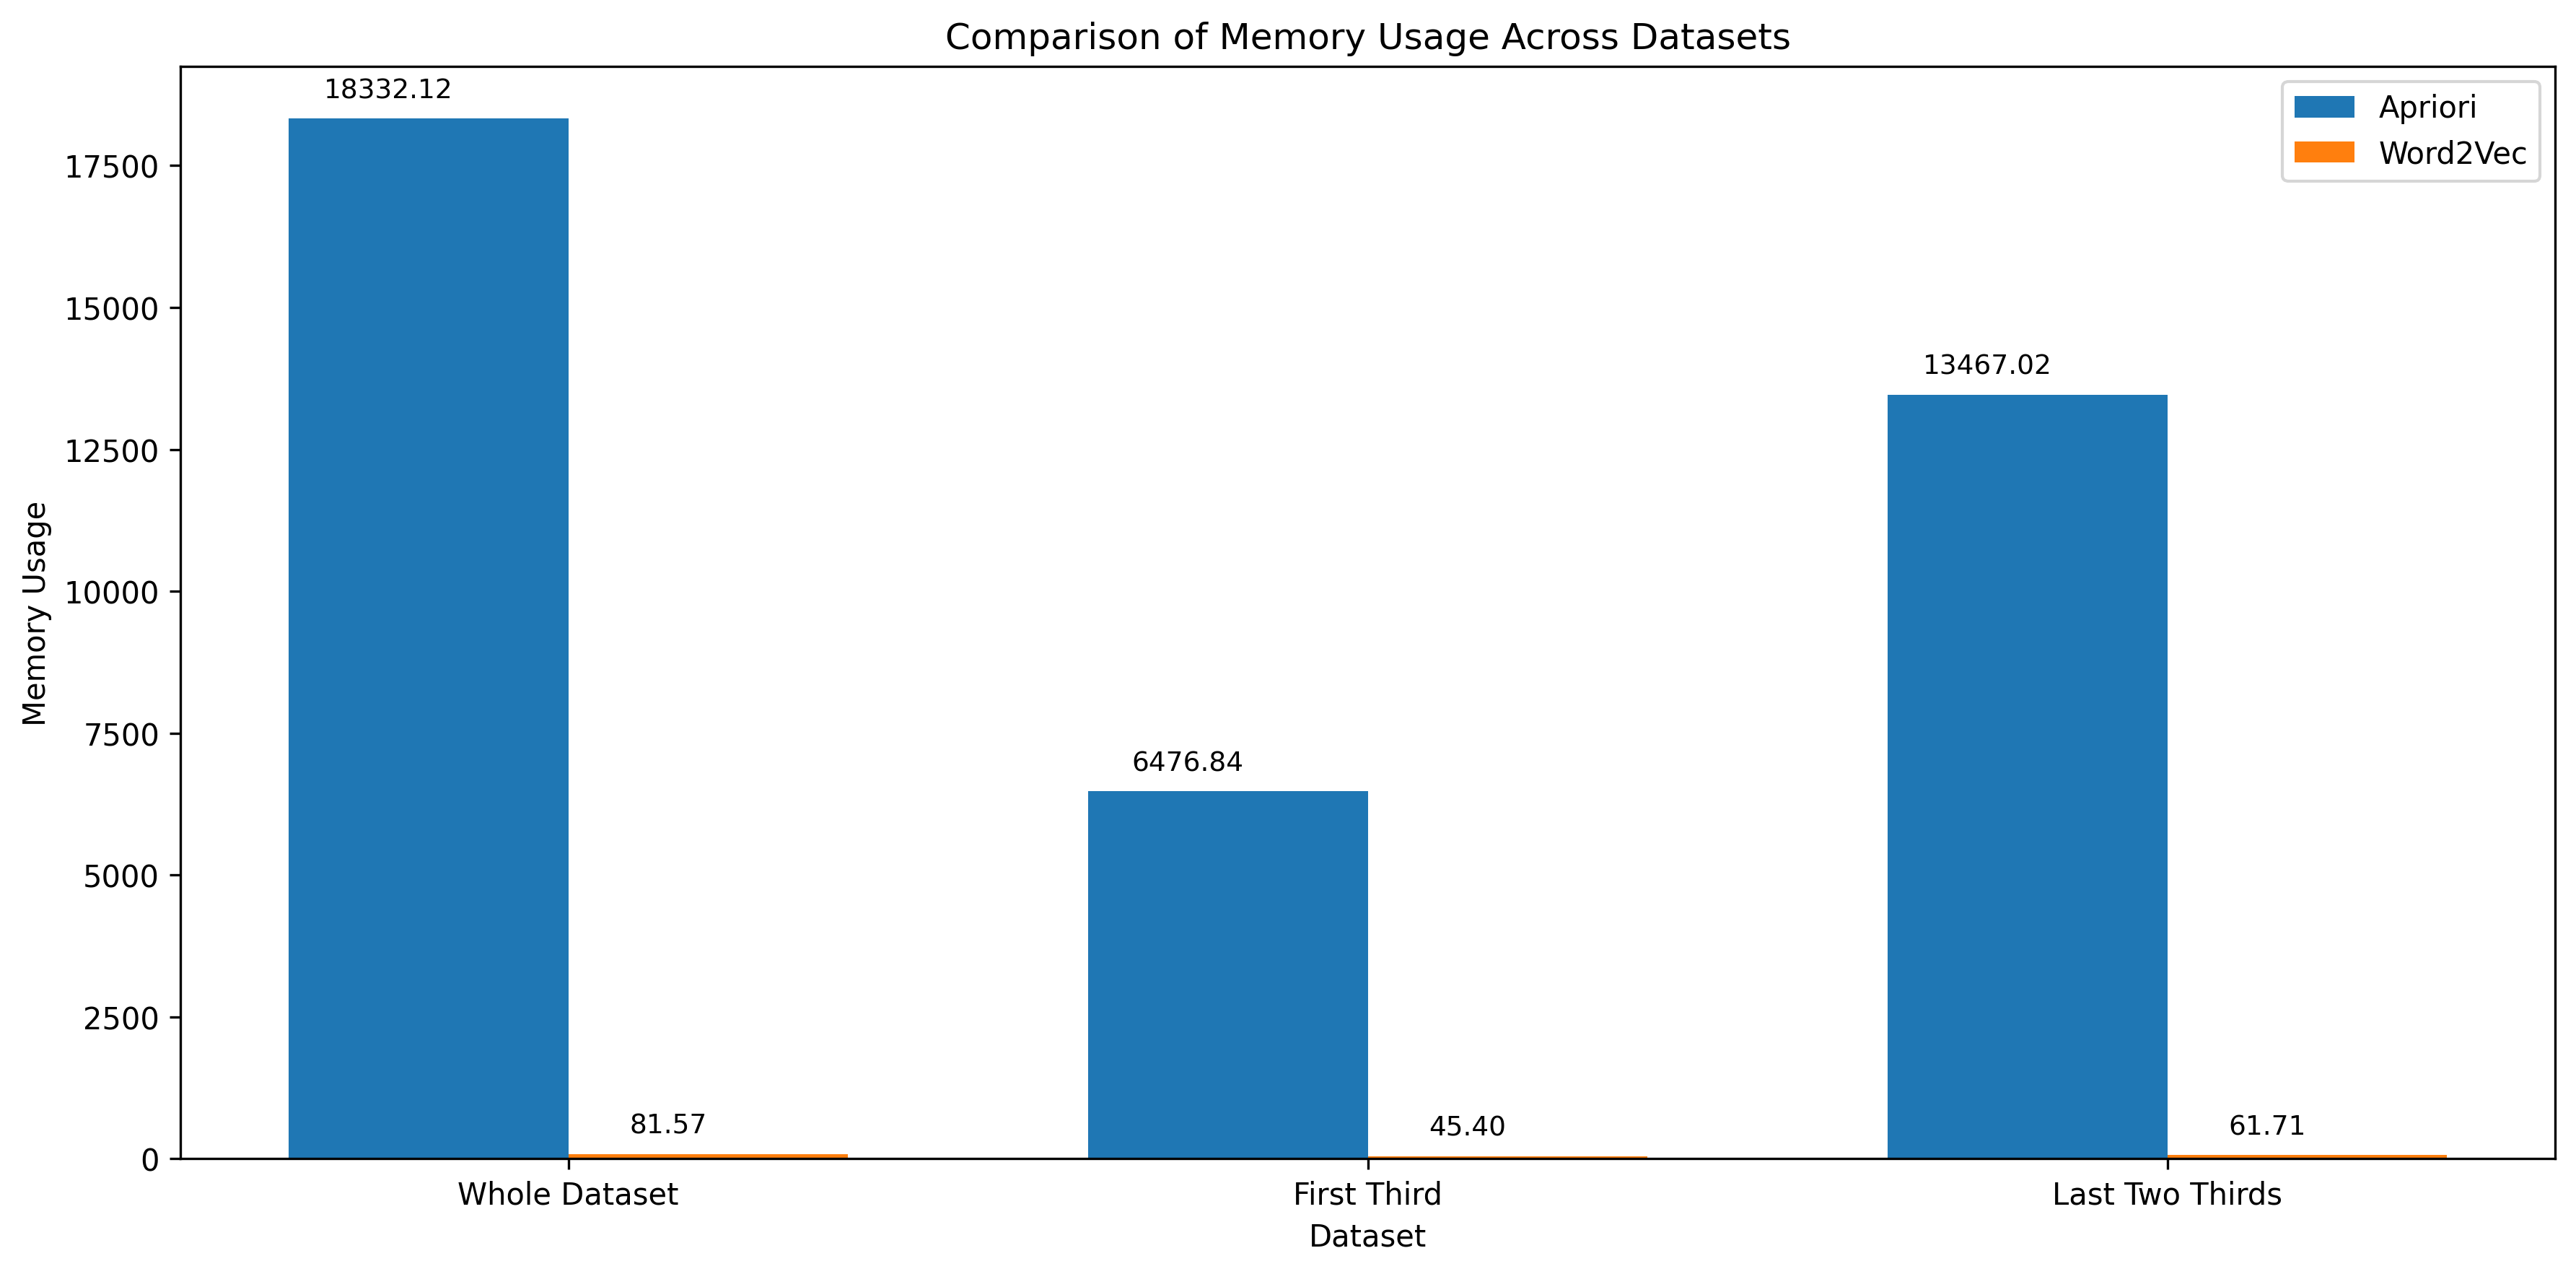 Comparison of Memory Usage Across Datasets
18332.12
Apriori
Word2Vec
17500
15000
13467.02
12500
Memory Usage
10000
7500
6476.84
5000
2500
81.57
45.40
61.71
0
Whole Dataset
First Third
Last Two Thirds
Dataset